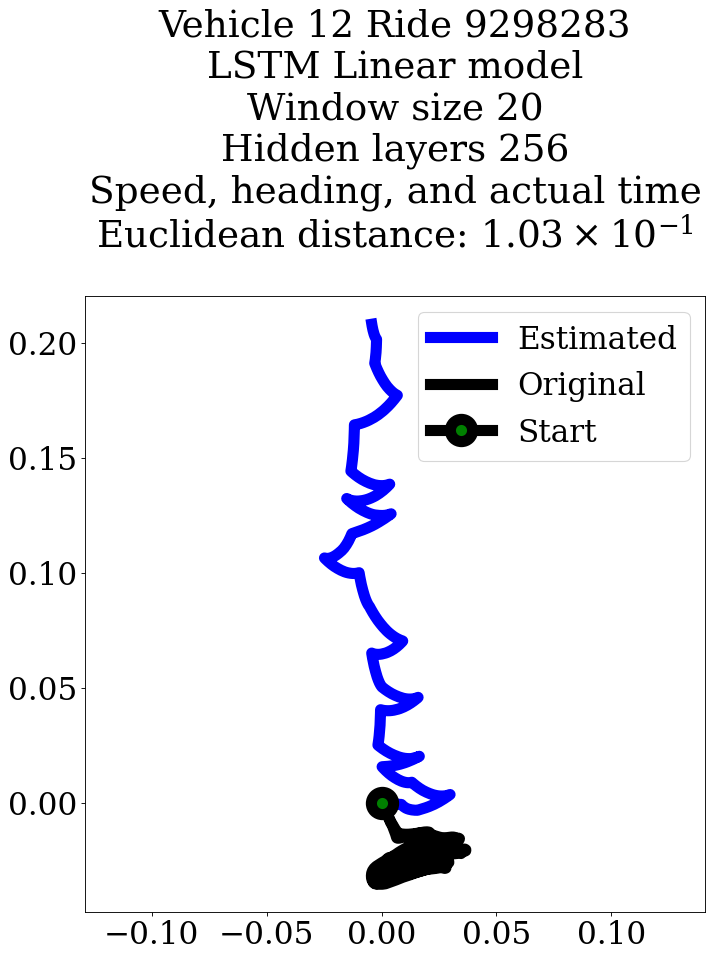 Vehicle 12 Ride 9298283
LSTM Linear model
Window size 20
Hidden layers 256
Speed, heading, and actual time
Euclidean distance: 1.03 × 10⁻¹
Estimated
Original
Start
0.20
0.15
0.10
0.05
0.00
−0.10 −0.05 0.00 0.05 0.10